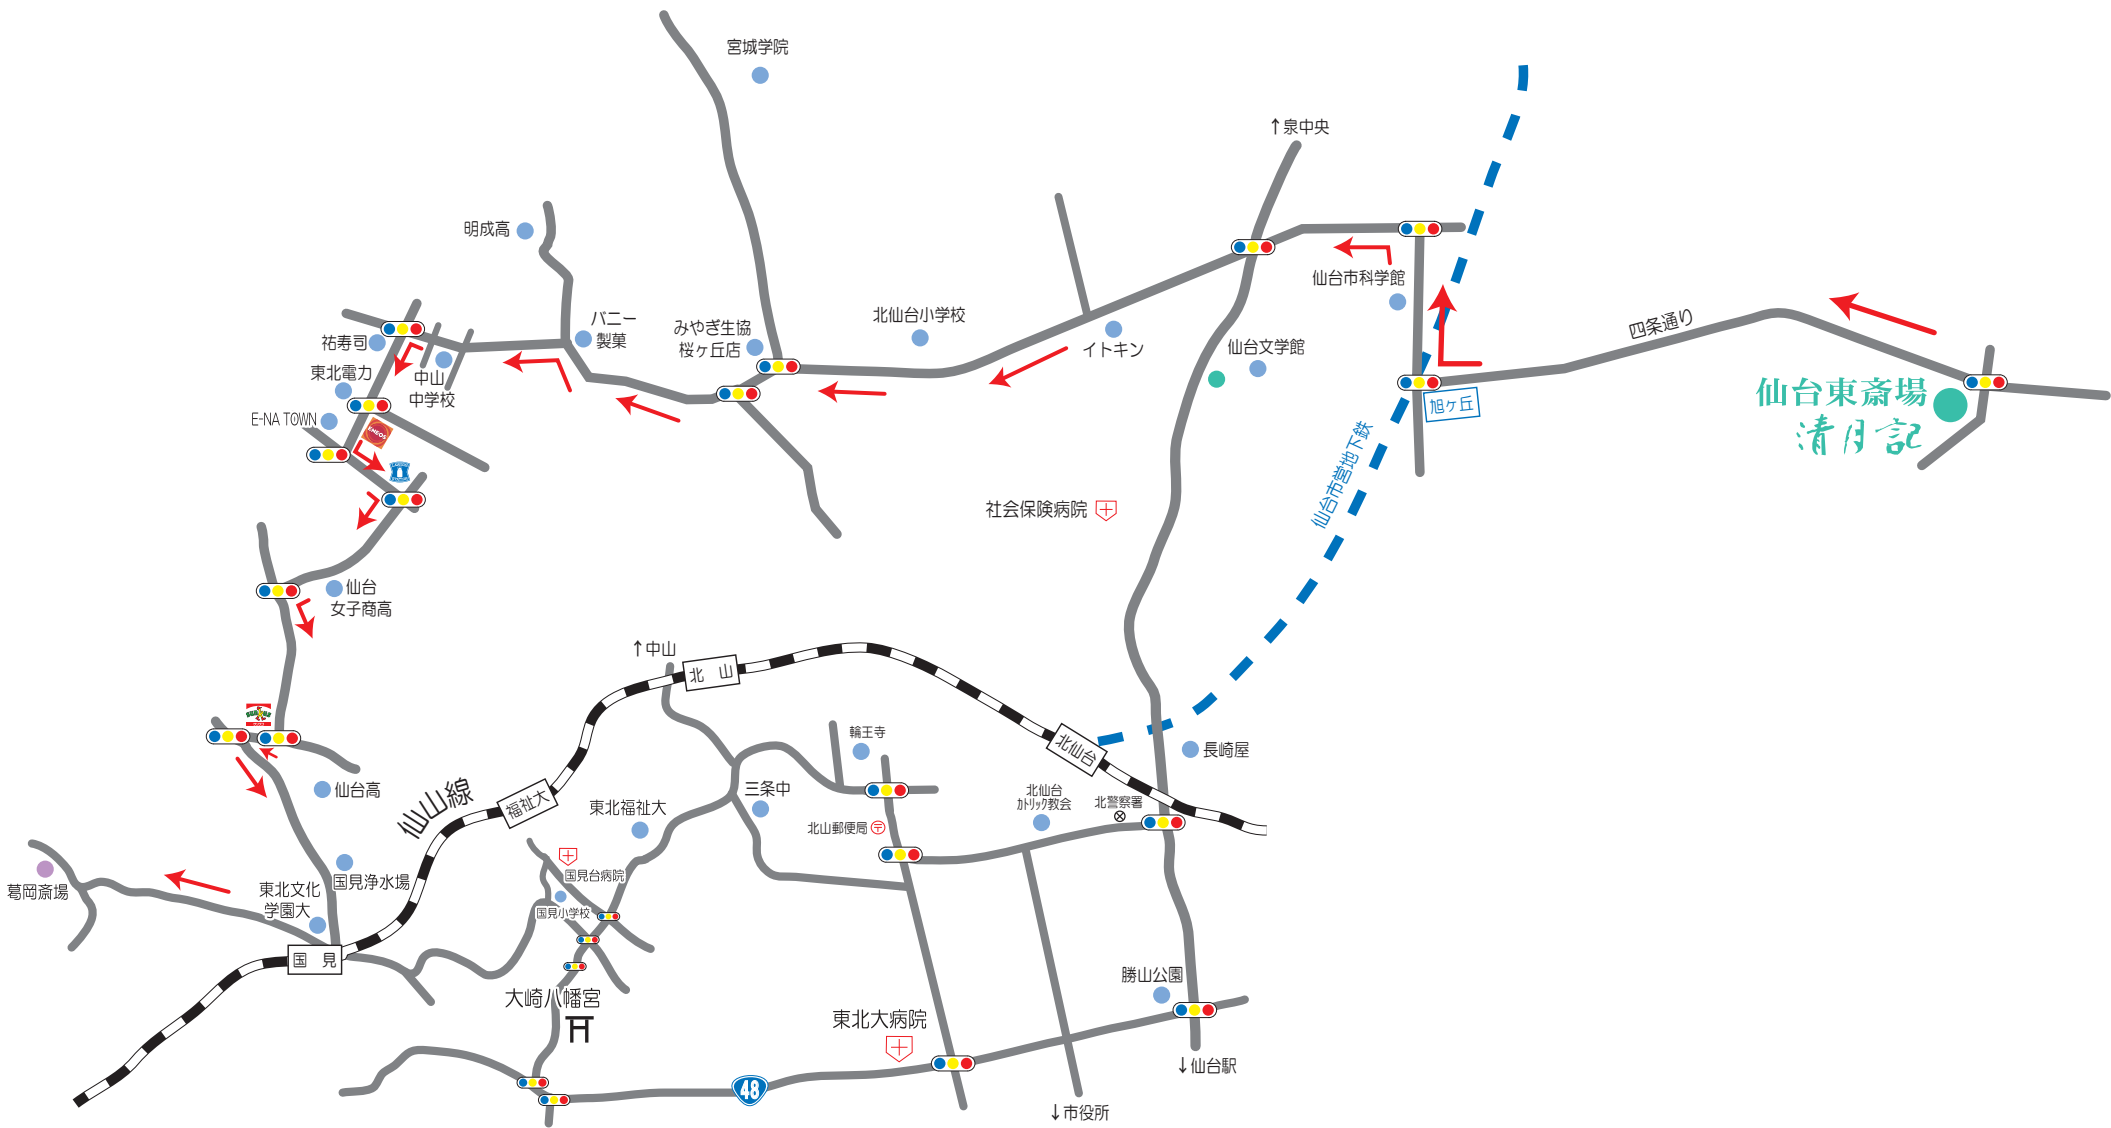 宮城学院
↑泉中央
明成高
仙台市科学館
バニー
製菓
みやぎ生協
桜ヶ丘店
北仙台小学校
イトキン
仙台文学館
四条通り
祐寿司
東北電力
中山
中学校
E-NA TOWN
ENEOS
旭ヶ丘
仙台東斎場
清月記
仙台市営地下鉄
社会保険病院
仙台
女子商高
↑中山
北 山
北仙台
輪王寺
長崎屋
仙台高
仙山線
福祉大
東北福祉大
三条中
北山郵便局
北仙台
カトリック教会
北警察署
葛岡斎場
東北文化
学園大
国見浄水場
国見台病院
国見小学校
国 見
大崎八幡宮
東北大病院
勝山公園
↓仙台駅
48
↓市役所